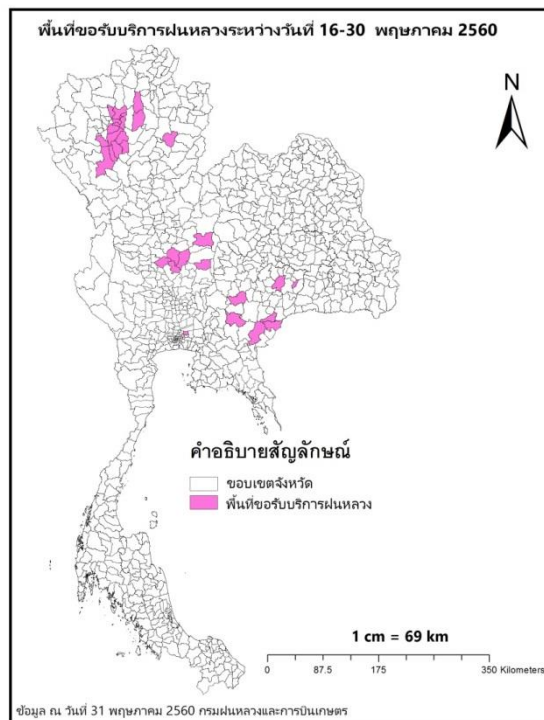 พื้นที่ขอรับบริการฝนหลวงระหว่างวันที่ 16-30 พฤษภาคม 2560
N
คำอธิบายสัญลักษณ์
ขอบเขตจังหวัด
พื้นที่ขอรับบริการฝนหลวง
1 cm = 69 km
0 87.5 175 350 Kilometers
ข้อมูล ณ วันที่ 31 พฤษภาคม 2560 กรมฝนหลวงและการบินเกษตร